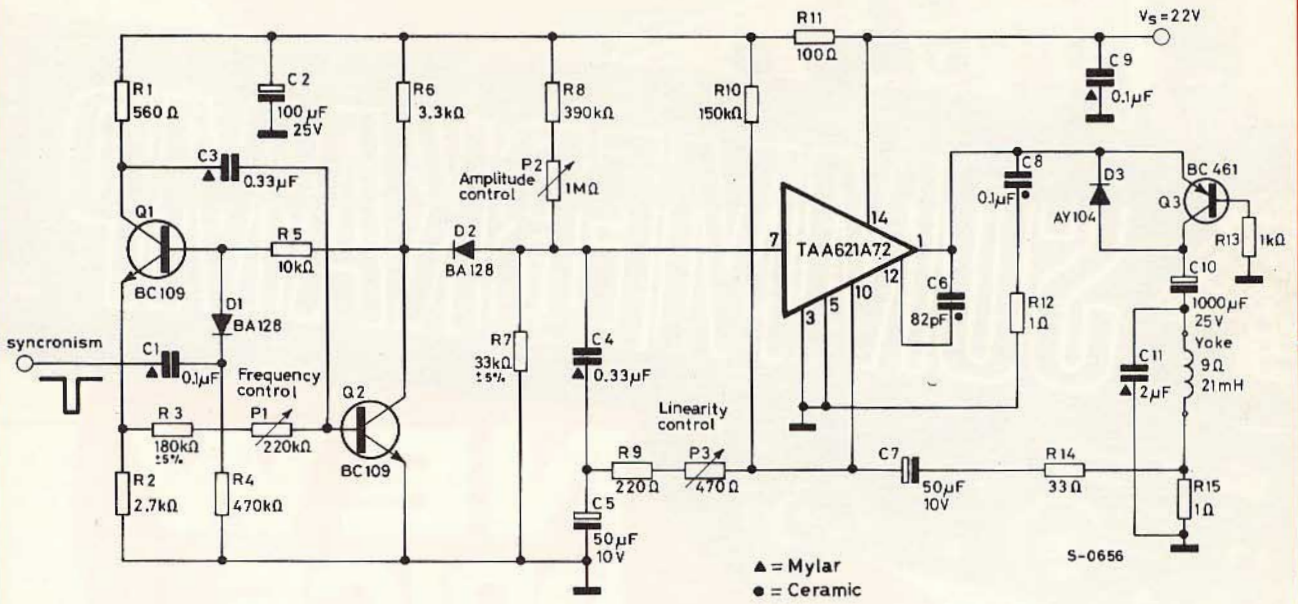 R11
100Ω
Vs=22V
R1
560Ω
C2
100µF
25V
R6
3.3kΩ
R8
390kΩ
R10
150kΩ
C9
0.1µF
C3
0.33µF
Amplitude
control
P2
1MΩ
C8
0.1µF
D3
AY104
BC461
Q3
R13
1kΩ
Q1
BC109
R5
10kΩ
D2
BA128
7
TAA621A72
14
1
12
10
3
5
C6
82pF
R12
1Ω
C10
1000µF
25V
Yoke
9Ω
21mH
C11
2µF
D1
BA128
syncronism
C1
0.1µF
R7
33kΩ
±5%
C4
0.33µF
Frequency
control
R3
180kΩ
±5%
P1
220kΩ
Q2
BC109
Linearity
control
R9
220Ω
P3
470Ω
C7
50µF
10V
R14
33Ω
R2
2.7kΩ
R4
470kΩ
C5
50µF
10V
R15
1Ω
S-0656
▲ = Mylar
● = Ceramic